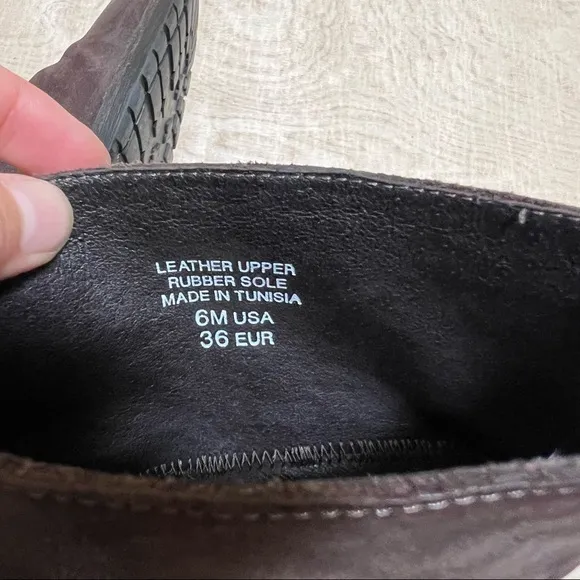 LEATHER UPPER
RUBBER SOLE
MADE IN TUNISIA
6M USA
36 EUR